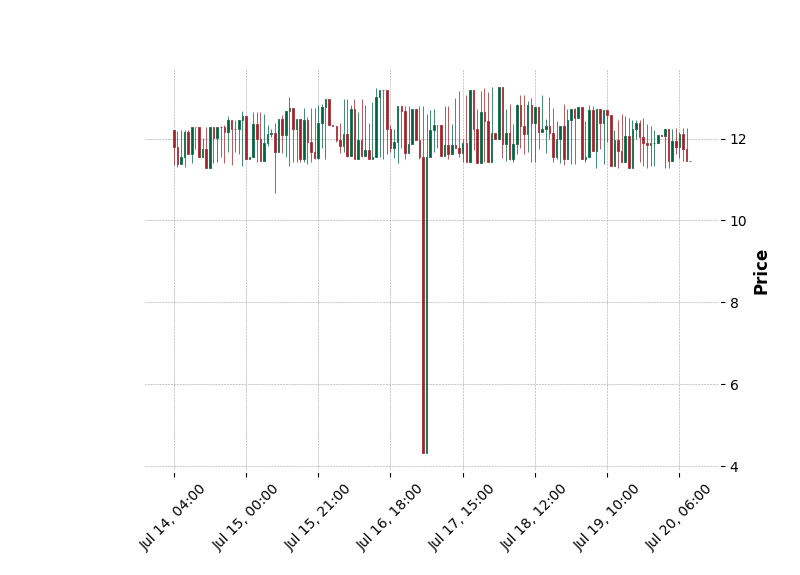 12
10
8
6
4
Price
Jul 14, 04:00
Jul 15, 00:00
Jul 15, 21:00
Jul 16, 18:00
Jul 17, 15:00
Jul 18, 12:00
Jul 19, 10:00
Jul 20, 06:00